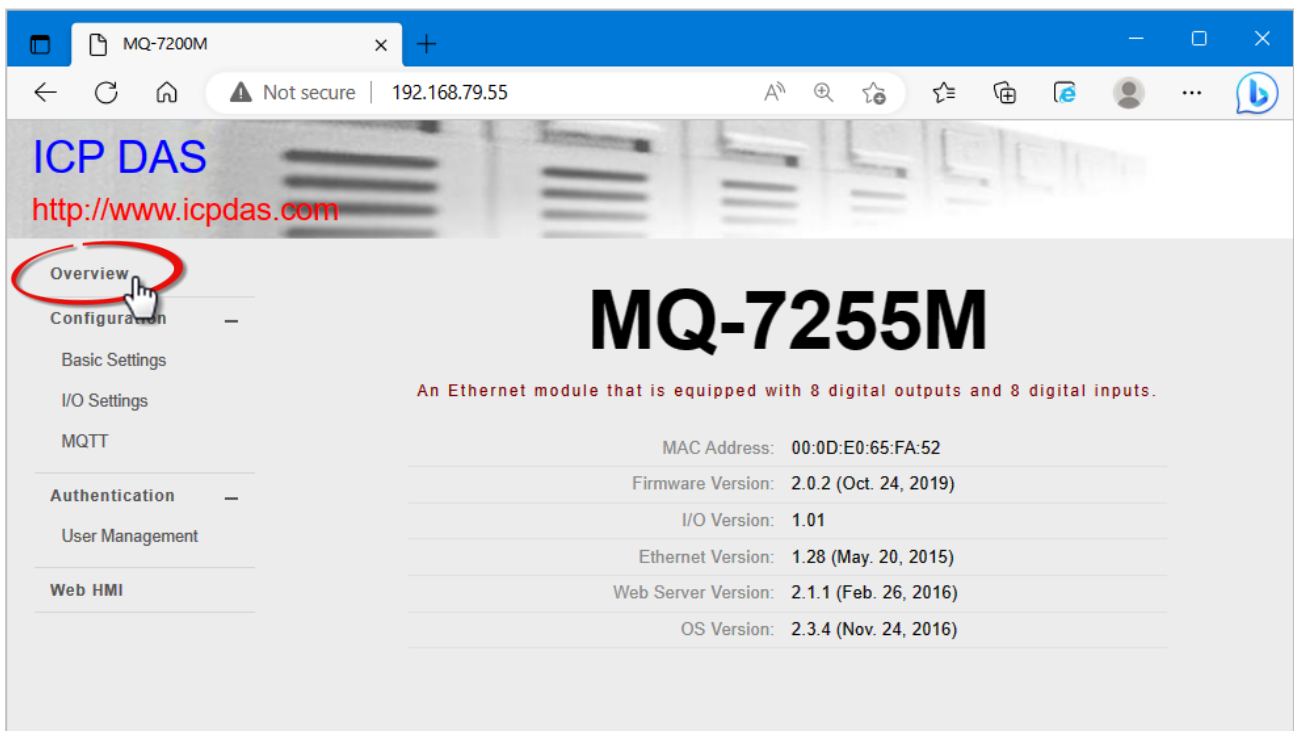 MQ-7200M
Not secure 192.168.79.55
ICP DAS
http://www.icpdas.com
Overview
Configuration
Basic Settings
I/O Settings
MQTT
Authentication
User Management
Web HMI
MQ-7255M
An Ethernet module that is equipped with 8 digital outputs and 8 digital inputs.
MAC Address: 00:0D:E0:65:FA:52
Firmware Version: 2.0.2 (Oct. 24, 2019)
I/O Version: 1.01
Ethernet Version: 1.28 (May. 20, 2015)
Web Server Version: 2.1.1 (Feb. 26, 2016)
OS Version: 2.3.4 (Nov. 24, 2016)